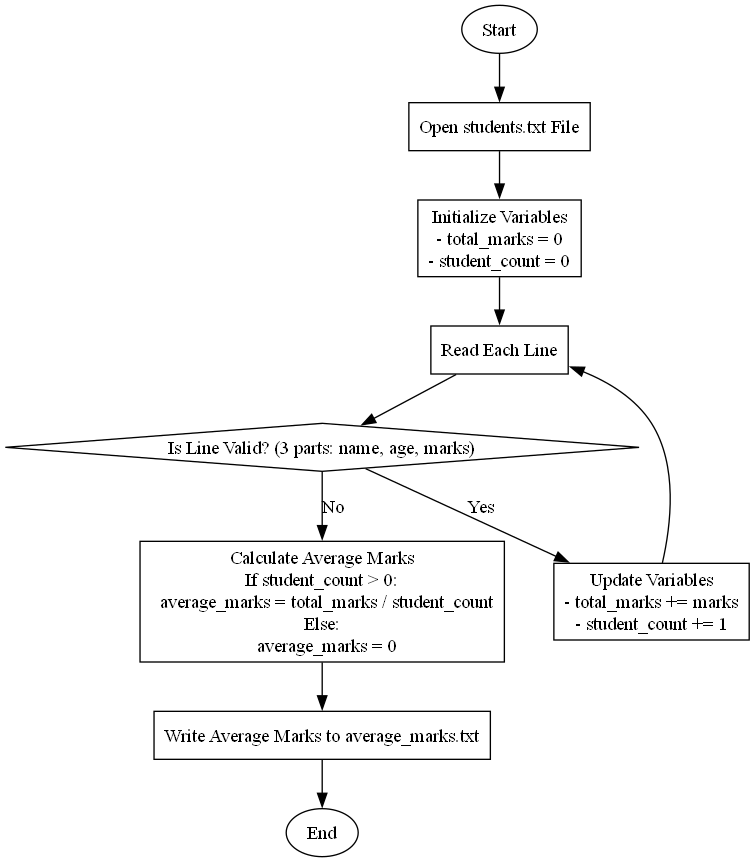 Start
Open students.txt File
Initialize Variables
- total_marks = 0
- student_count = 0
Read Each Line
Is Line Valid? (3 parts: name, age, marks)
No
Yes
Calculate Average Marks
If student_count > 0:
average_marks = total_marks / student_count
Else:
average_marks = 0
Update Variables
- total_marks += marks
- student_count += 1
Write Average Marks to average_marks.txt
End